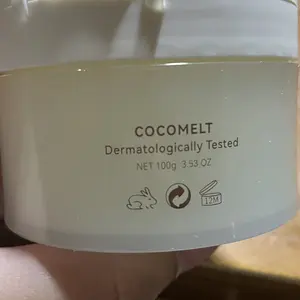 COCOMELT
Dermatologically Tested
NET 100g 3.53 OZ
12M